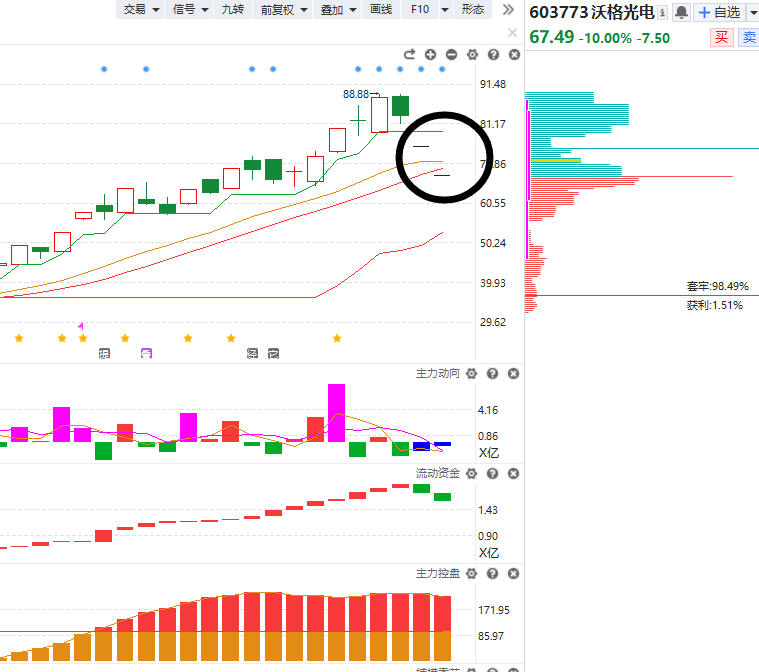 交易 信号 九转 前复权 叠加 画线 F10 形态
603773 沃格光电 自选
67.49 -10.00% -7.50 买 卖
91.48
88.88
81.17
60.55
50.24
39.93
29.62
套牢:98.49%
获利:1.51%
主力动向
4.16
0.86
X亿
流动资金
1.43
0.90
X亿
主力控盘
171.95
85.97